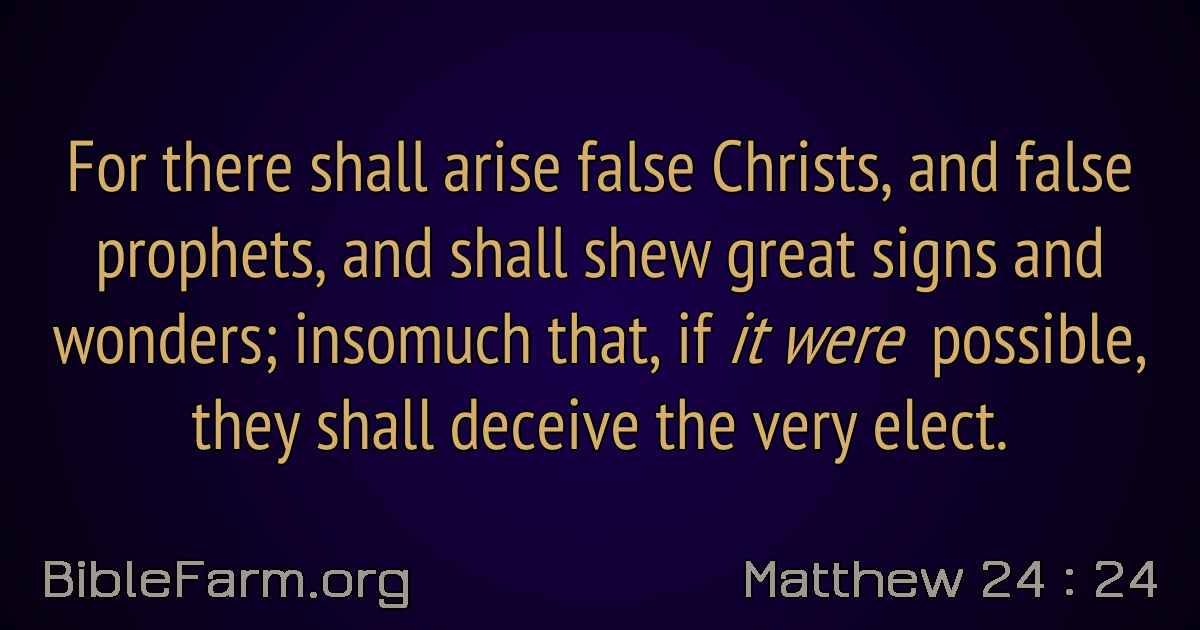 For there shall arise false Christs, and false
prophets, and shall shew great signs and
wonders; insomuch that, if it were possible,
they shall deceive the very elect.
BibleFarm.org
Matthew 24 : 24